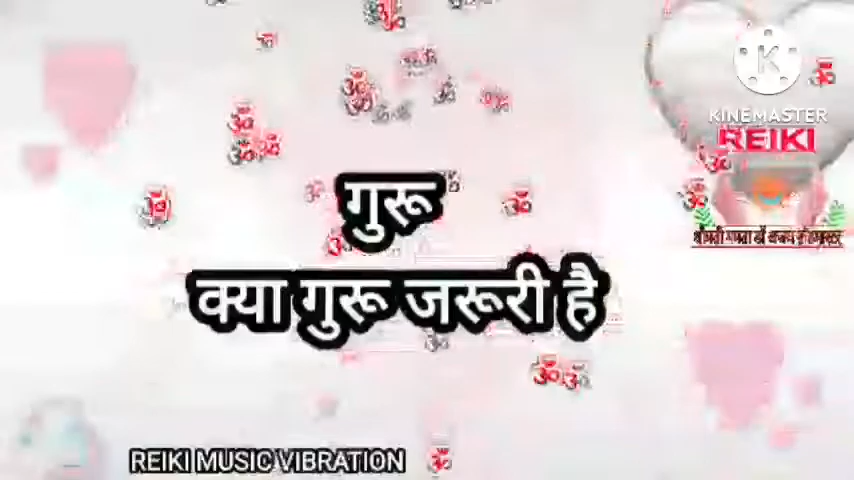 KINEMASTER
REIKI
गुरू
क्या गुरू जरूरी है
REIKI MUSIC VIBRATION